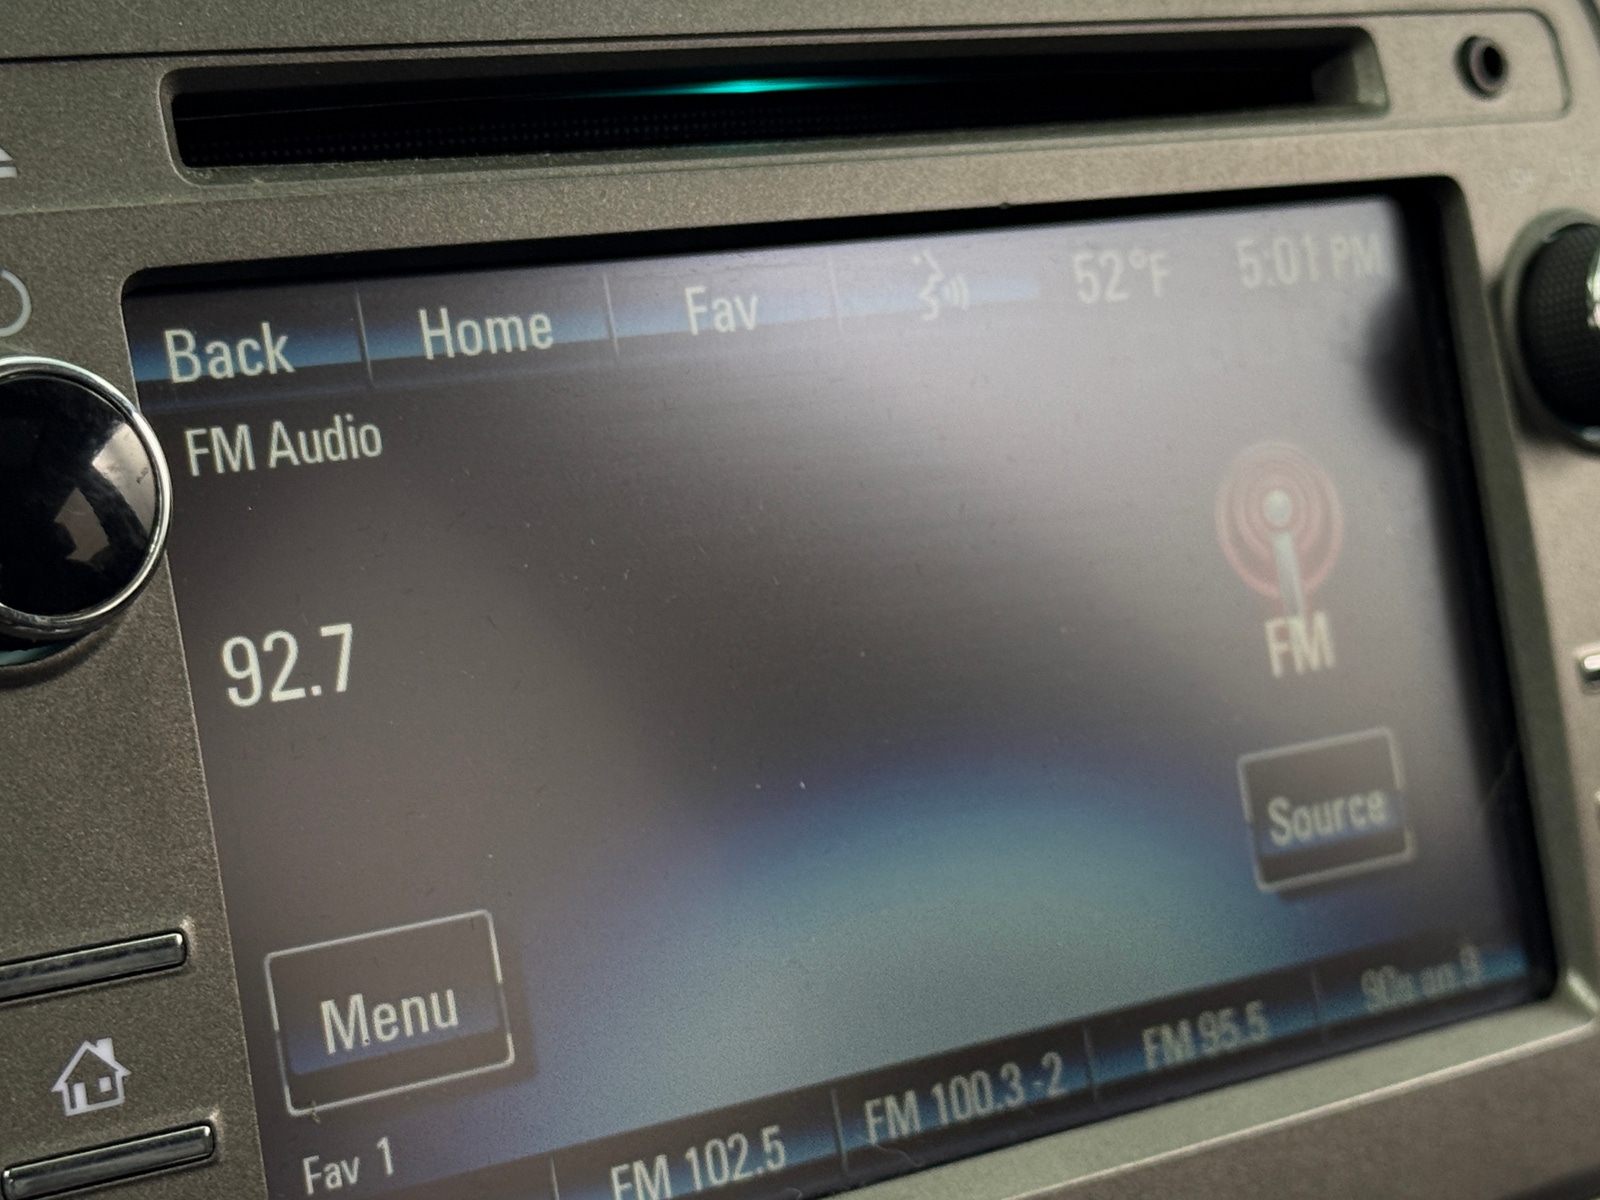 Back Home Fav 52°F 5:01 PM
FM Audio
92.7
FM
Source
Menu
Fav 1 FM 102.5 FM 100.3-2 FM 95.5